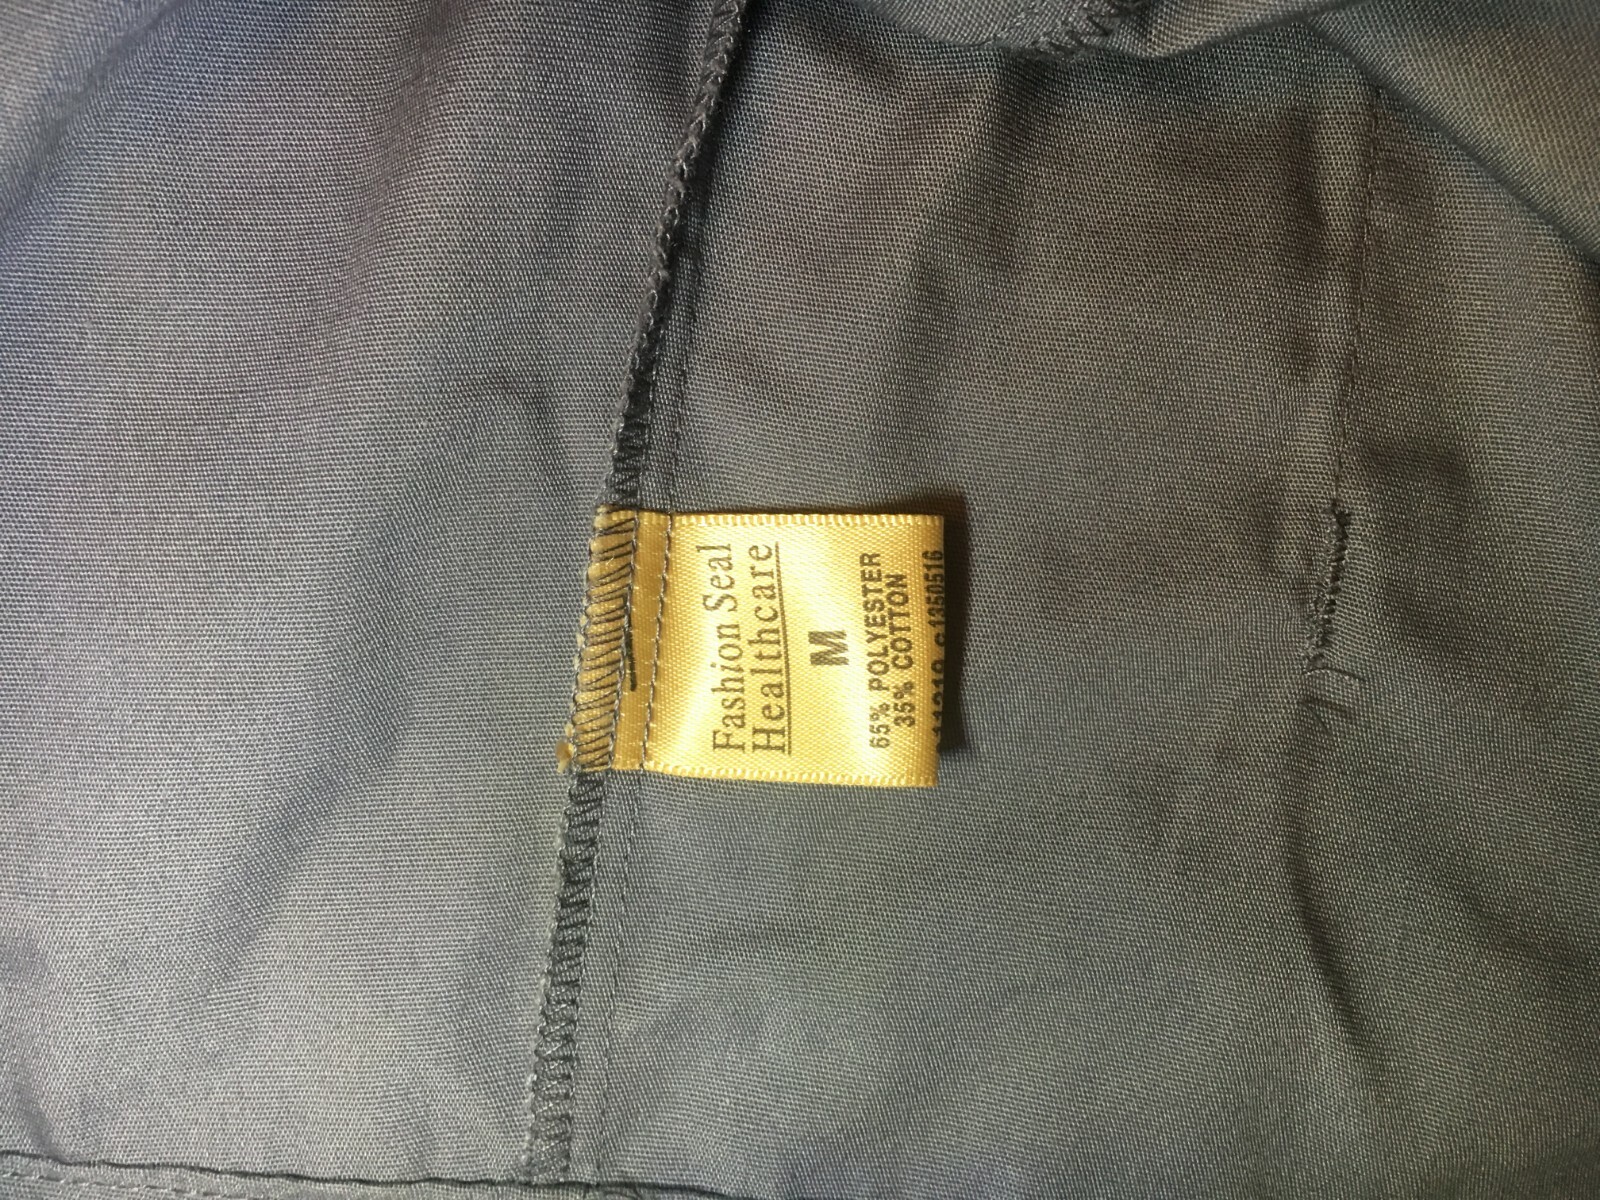 Fashion Seal
Healthcare
M
65% POLYESTER
35% COTTON